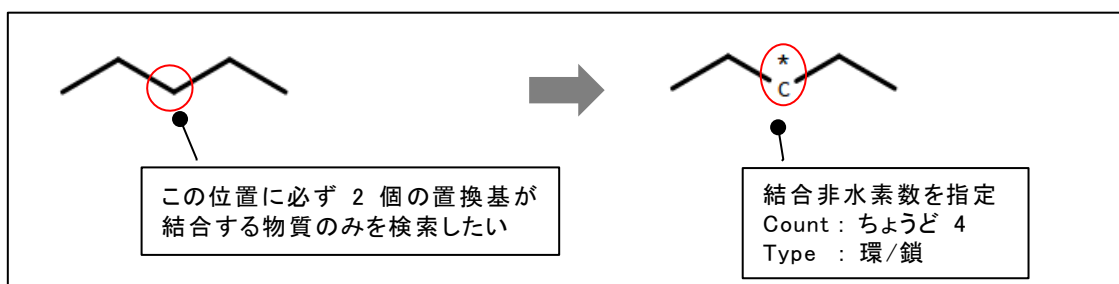 *
C
この位置に必ず 2 個の置換基が
結合する物質のみを検索したい
結合非水素数を指定
Count : ちょうど 4
Type : 環/鎖